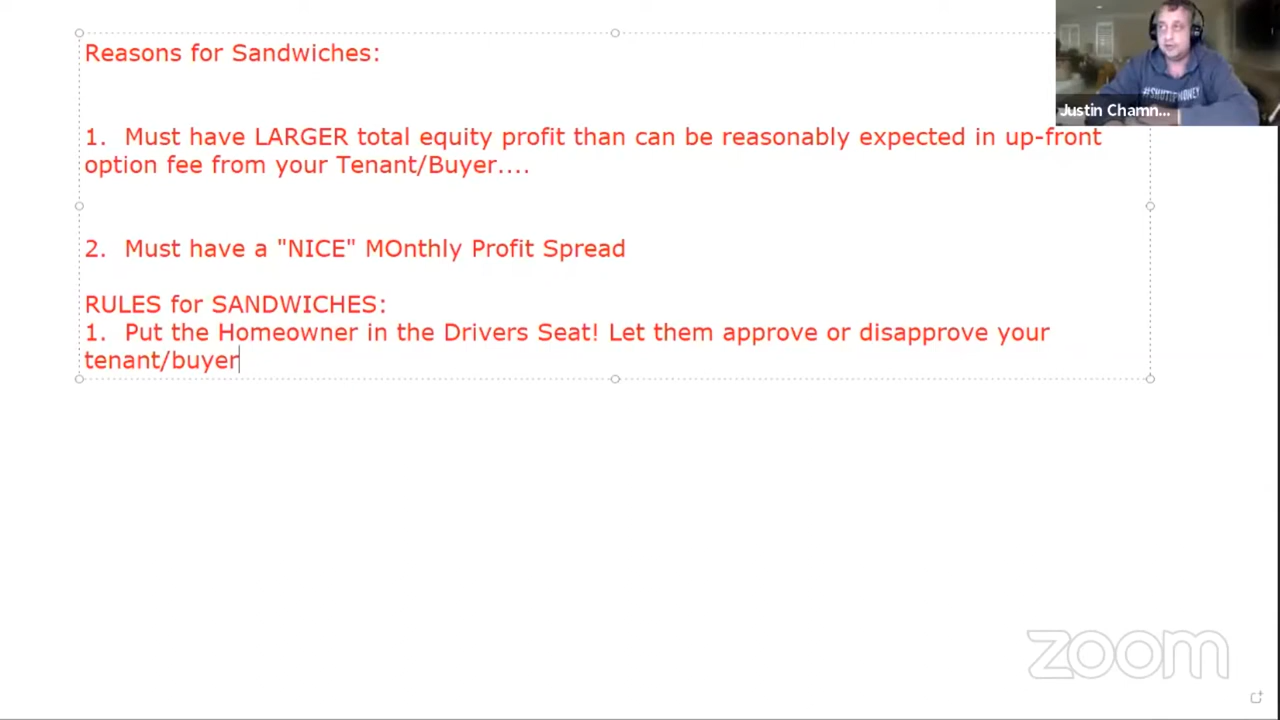 Reasons for Sandwiches:
#SHUTUPMONEY
Justin Chamn...
1. Must have LARGER total equity profit than can be reasonably expected in up-front
option fee from your Tenant/Buyer....
2. Must have a "NICE" MOnthly Profit Spread
RULES for SANDWICHES:
1. Put the Homeowner in the Drivers Seat! Let them approve or disapprove your
tenant/buyer
zoom